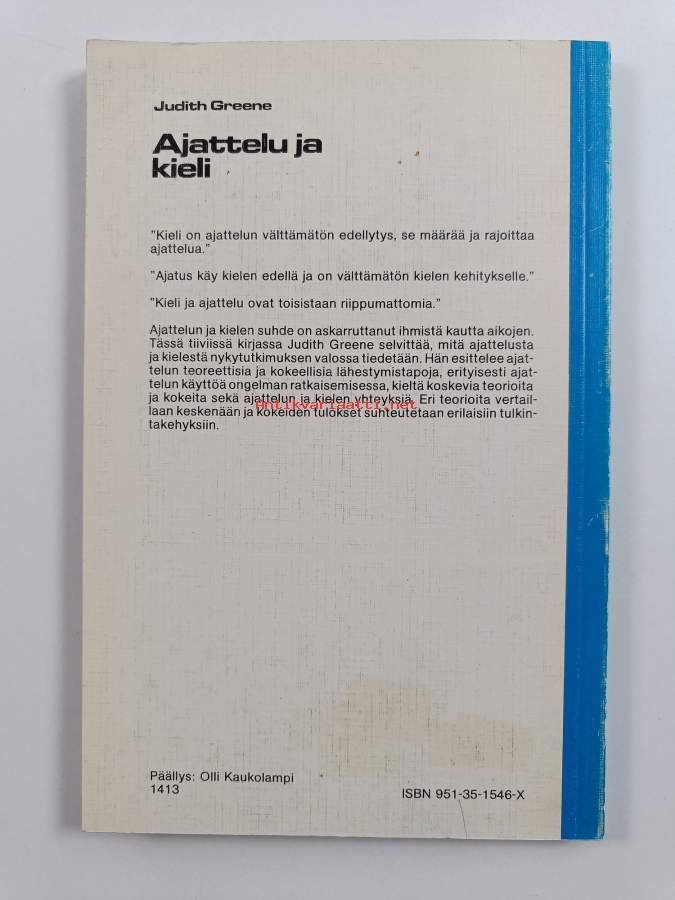 Judith Greene
Ajattelu ja
kieli
"Kieli on ajattelun välttämätön edellytys, se määrää ja rajoittaa
ajattelua."
"Ajatus käy kielen edellä ja on välttämätön kielen kehitykselle."
"Kieli ja ajattelu ovat toisistaan riippumattomia."
Ajattelun ja kielen suhde on askarruttanut ihmistä kautta aikojen.
Tässä tiiviissä kirjassa Judith Greene selvittää, mitä ajattelusta
ja kielestä nykytutkimuksen valossa tiedetään. Hän esittelee ajat-
telun teoreettisia ja kokeellisia lähestymistapoja, erityisesti ajat-
telun käyttöä ongelman ratkaisemisessa, kieltä koskevia teorioita
ja kokeita sekä ajattelun ja kielen yhteyksiä. Eri teorioita vertail-
Antikvariaatti.net
laan keskenään ja kokeiden tulokset suhteutetaan erilaisiin tulkin-
takehyksiin.
Päällys: Olli Kaukolampi
1413
ISBN 951-35-1546-X